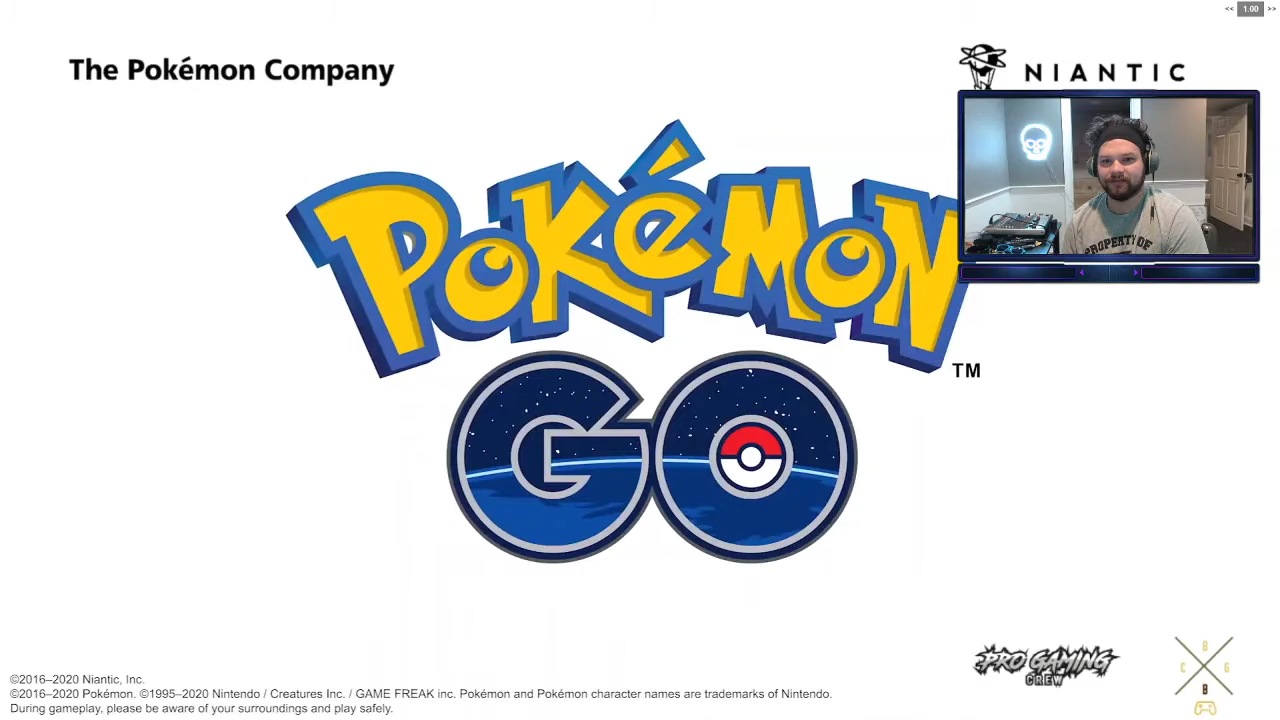 << 1.00 >>
The Pokémon Company
NIANTIC
POKéMON
GO
TM
PROPERTY OF
©2016–2020 Niantic, Inc.
©2016–2020 Pokémon. ©1995–2020 Nintendo / Creatures Inc. / GAME FREAK inc. Pokémon and Pokémon character names are trademarks of Nintendo.
During gameplay, please be aware of your surroundings and play safely.
PRO GAMING
CREW
B
C G
B